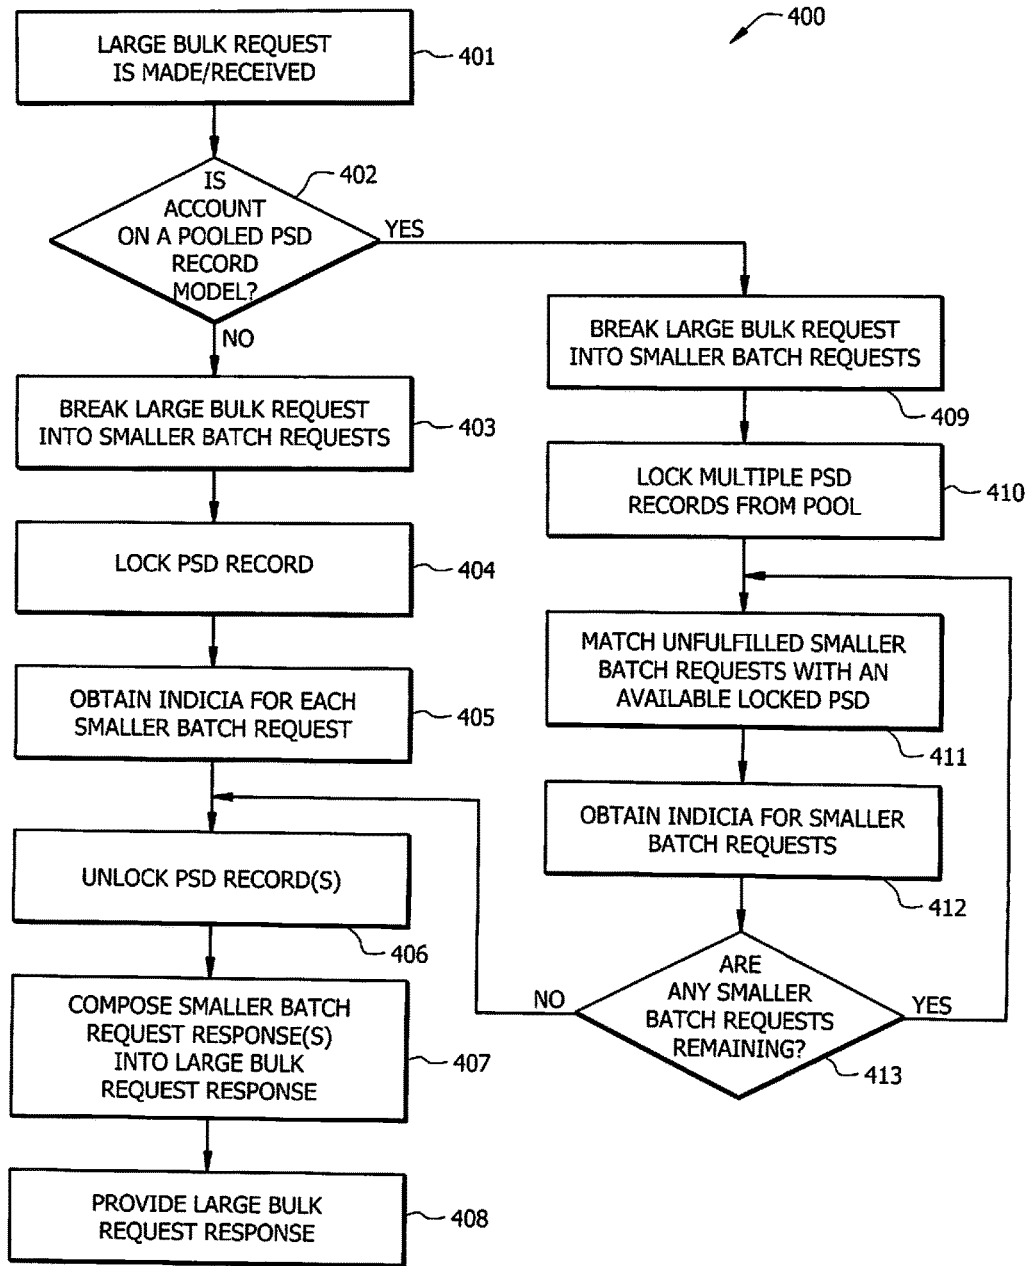 400
LARGE BULK REQUEST
IS MADE/RECEIVED
401
IS
ACCOUNT
ON A POOLED PSD
RECORD
MODEL?
402
YES
NO
BREAK LARGE BULK REQUEST
INTO SMALLER BATCH REQUESTS
403
LOCK PSD RECORD
404
OBTAIN INDICIA FOR EACH
SMALLER BATCH REQUEST
405
UNLOCK PSD RECORD(S)
406
COMPOSE SMALLER BATCH
REQUEST RESPONSE(S)
INTO LARGE BULK
REQUEST RESPONSE
407
PROVIDE LARGE BULK
REQUEST RESPONSE
408
BREAK LARGE BULK REQUEST
INTO SMALLER BATCH REQUESTS
409
LOCK MULTIPLE PSD
RECORDS FROM POOL
410
MATCH UNFULFILLED SMALLER
BATCH REQUESTS WITH AN
AVAILABLE LOCKED PSD
411
OBTAIN INDICIA FOR SMALLER
BATCH REQUESTS
412
ARE
ANY SMALLER
BATCH REQUESTS
REMAINING?
413
NO
YES